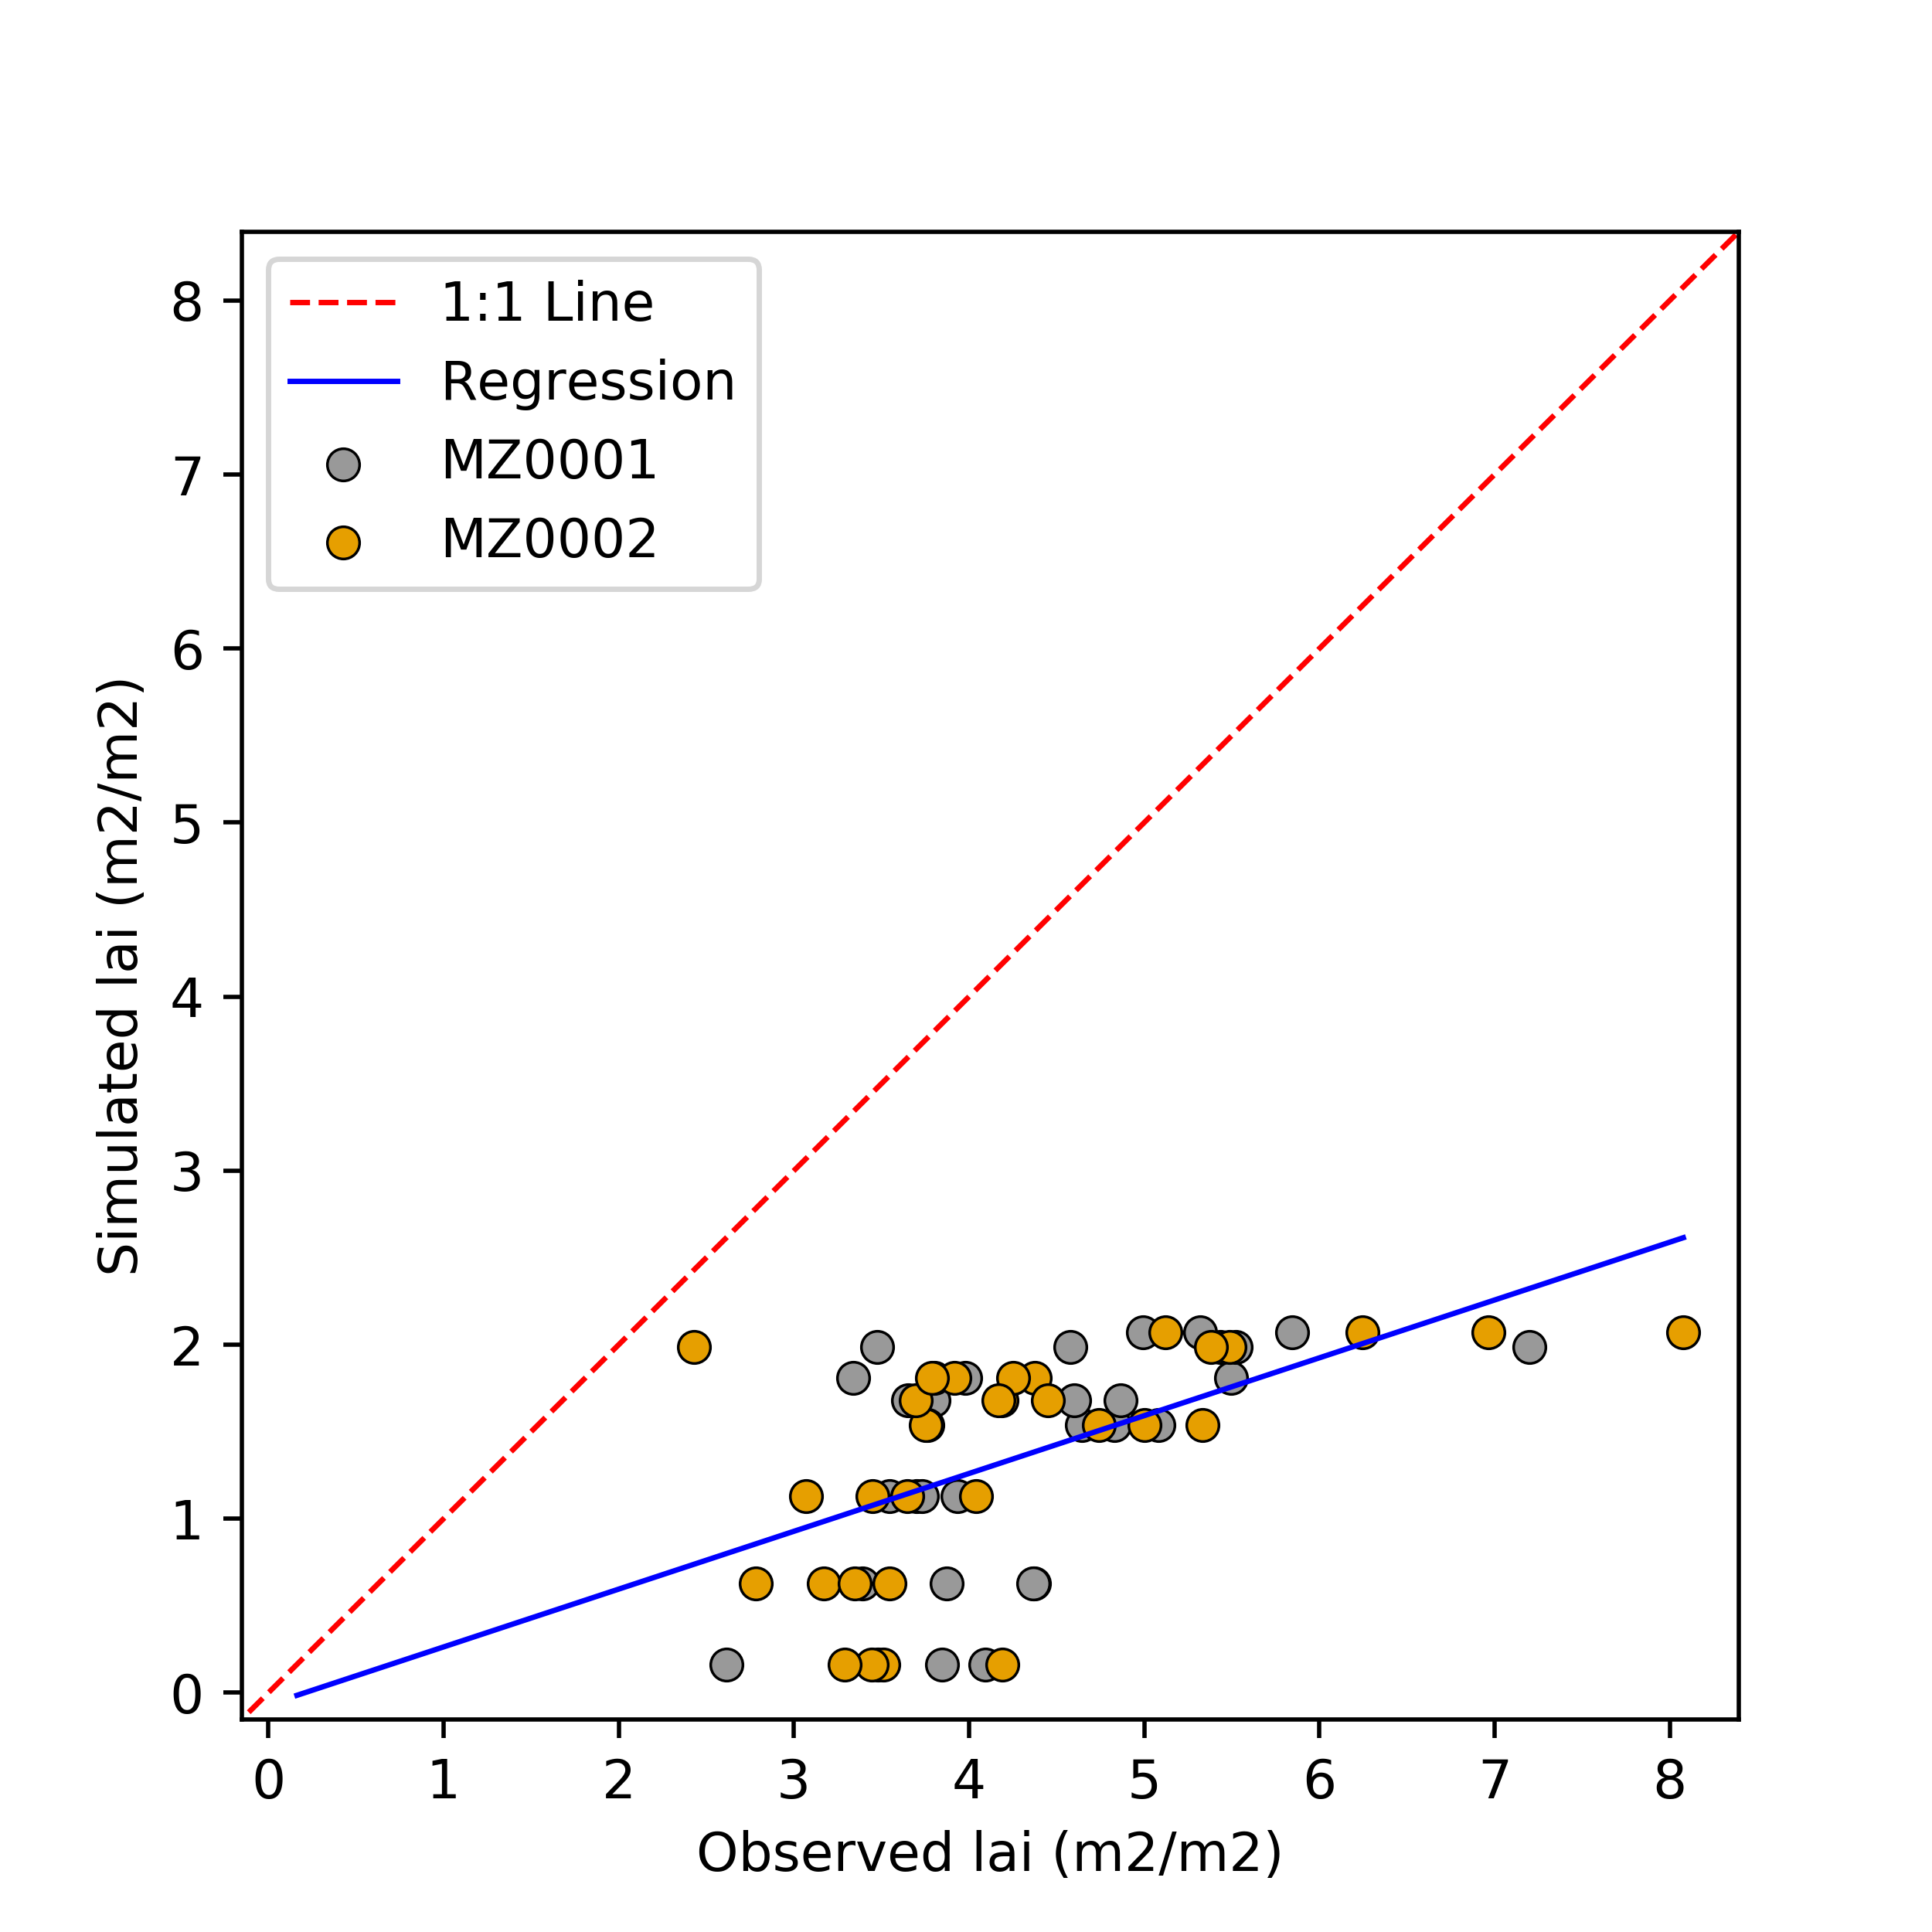 1:1 Line
Regression
MZ0001
MZ0002
8
7
6
5
4
3
2
1
0
Simulated lai (m2/m2)
0 1 2 3 4 5 6 7 8
Observed lai (m2/m2)